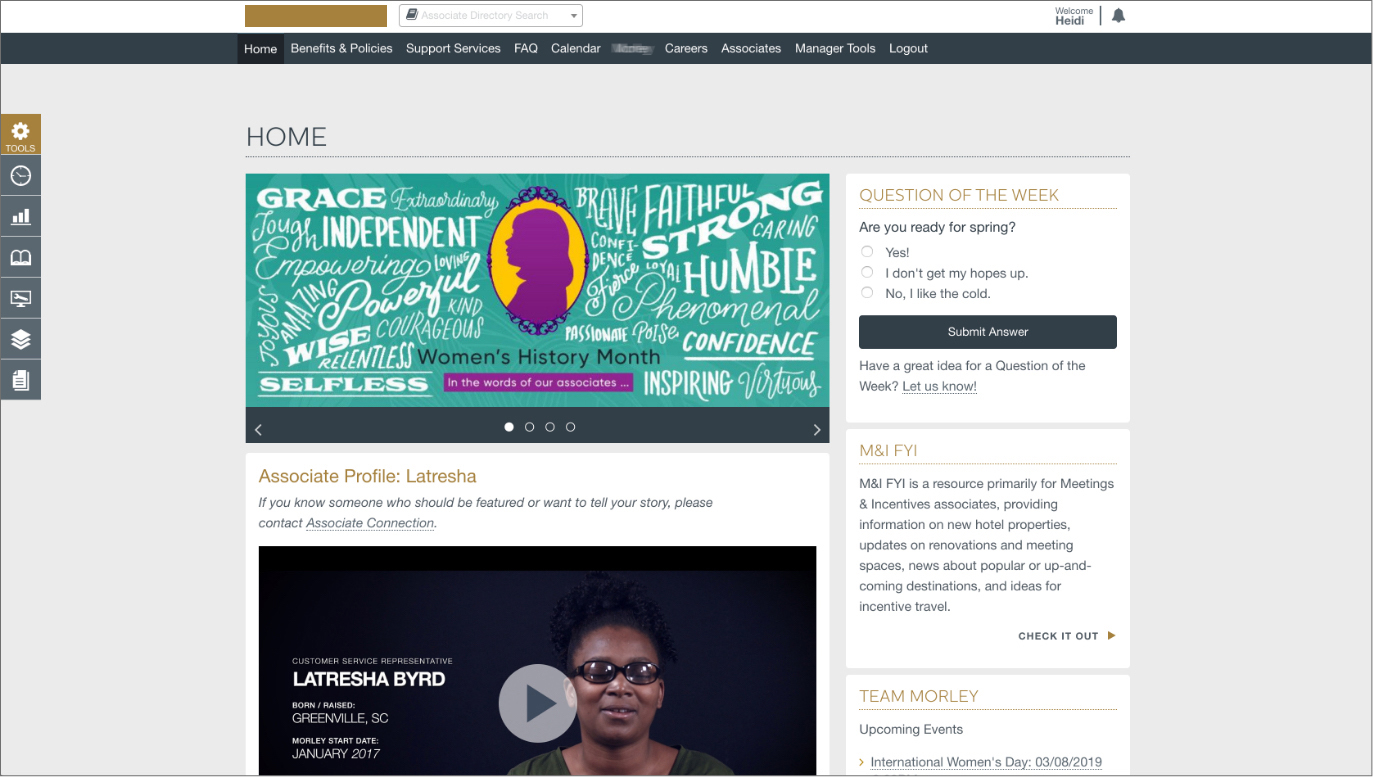 Associate Directory Search
Welcome
Heidi
Home Benefits & Policies Support Services FAQ Calendar Careers Associates Manager Tools Logout
TOOLS
HOME
GRACE Extraordinary BRAVE FAITHFUL STRONG
Tough INDEPENDENT CONFI-DENCE CARING
Empowering LOVING Fierce LOYAL HUMBLE
JOYOUS AMAZING Powerful KIND Phenomenal
WISE COURAGEOUS PASSIONATE Poise CONFIDENCE
RELENTLESS Women's History Month
SELFLESS In the words of our associates ... INSPIRING Virtuous
Associate Profile: Latresha
If you know someone who should be featured or want to tell your story, please
contact Associate Connection.
CUSTOMER SERVICE REPRESENTATIVE
LATRESHA BYRD
BORN / RAISED:
GREENVILLE, SC
MORLEY START DATE:
JANUARY 2017
QUESTION OF THE WEEK
Are you ready for spring?
Yes!
I don't get my hopes up.
No, I like the cold.
Submit Answer
Have a great idea for a Question of the
Week? Let us know!
M&I FYI
M&I FYI is a resource primarily for Meetings
& Incentives associates, providing
information on new hotel properties,
updates on renovations and meeting
spaces, news about popular or up-and-
coming destinations, and ideas for
incentive travel.
CHECK IT OUT
TEAM MORLEY
Upcoming Events
International Women's Day: 03/08/2019